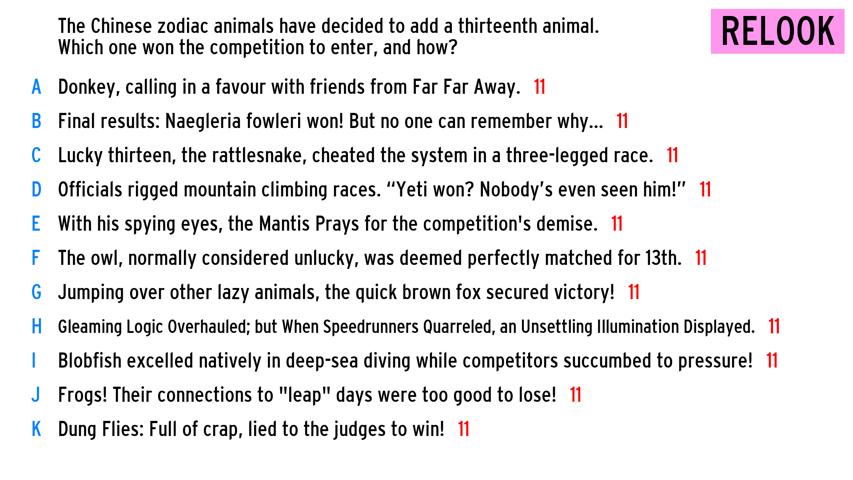 The Chinese zodiac animals have decided to add a thirteenth animal.
Which one won the competition to enter, and how?
RELOOK
A Donkey, calling in a favour with friends from Far Far Away. 11
B Final results: Naegleria fowleri won! But no one can remember why... 11
C Lucky thirteen, the rattlesnake, cheated the system in a three-legged race. 11
D Officials rigged mountain climbing races. “Yeti won? Nobody’s even seen him!” 11
E With his spying eyes, the Mantis Prays for the competition's demise. 11
F The owl, normally considered unlucky, was deemed perfectly matched for 13th. 11
G Jumping over other lazy animals, the quick brown fox secured victory! 11
H Gleaming Logic Overhauled; but When Speedrunners Quarreled, an Unsettling Illumination Displayed. 11
I Blobfish excelled natively in deep-sea diving while competitors succumbed to pressure! 11
J Frogs! Their connections to "leap" days were too good to lose! 11
K Dung Flies: Full of crap, lied to the judges to win! 11